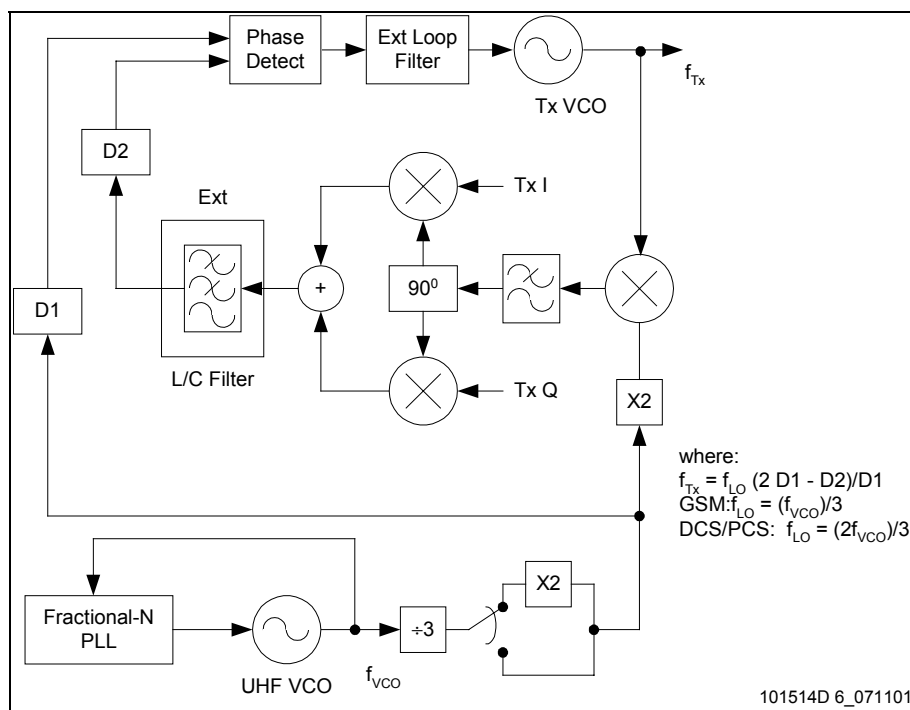 Phase
Detect
Ext Loop
Filter
Tx VCO
f_Tx
D2
Ext
Tx I
D1
+
90⁰
L/C Filter
Tx Q
X2
where:
f_Tx = f_LO (2 D1 - D2)/D1
GSM:f_LO = (f_VCO)/3
DCS/PCS: f_LO = (2f_VCO)/3
X2
Fractional-N
PLL
÷3
UHF VCO
f_VCO
101514D 6_071101